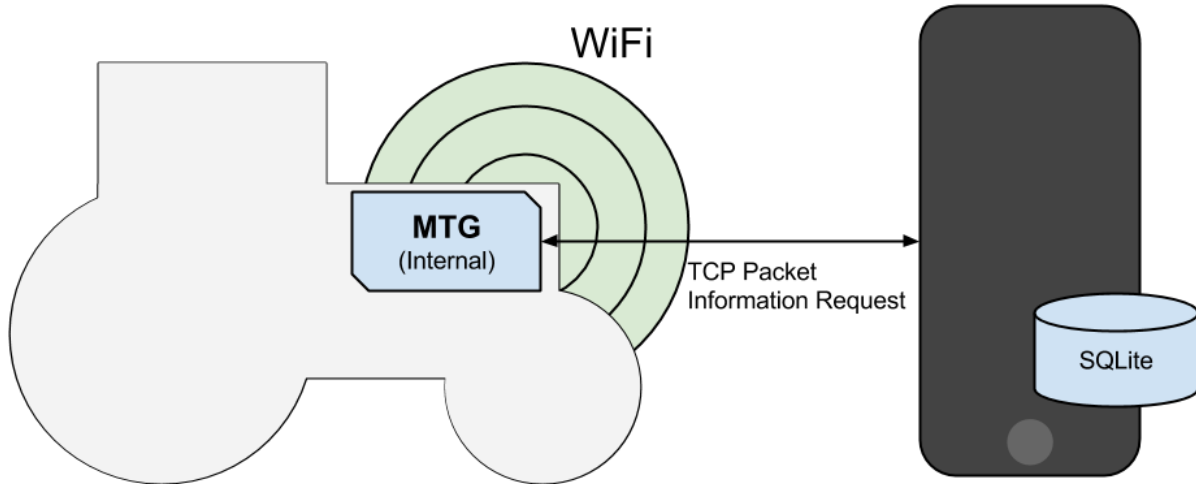 WiFi
MTG
(Internal)
TCP Packet
Information Request
SQLite